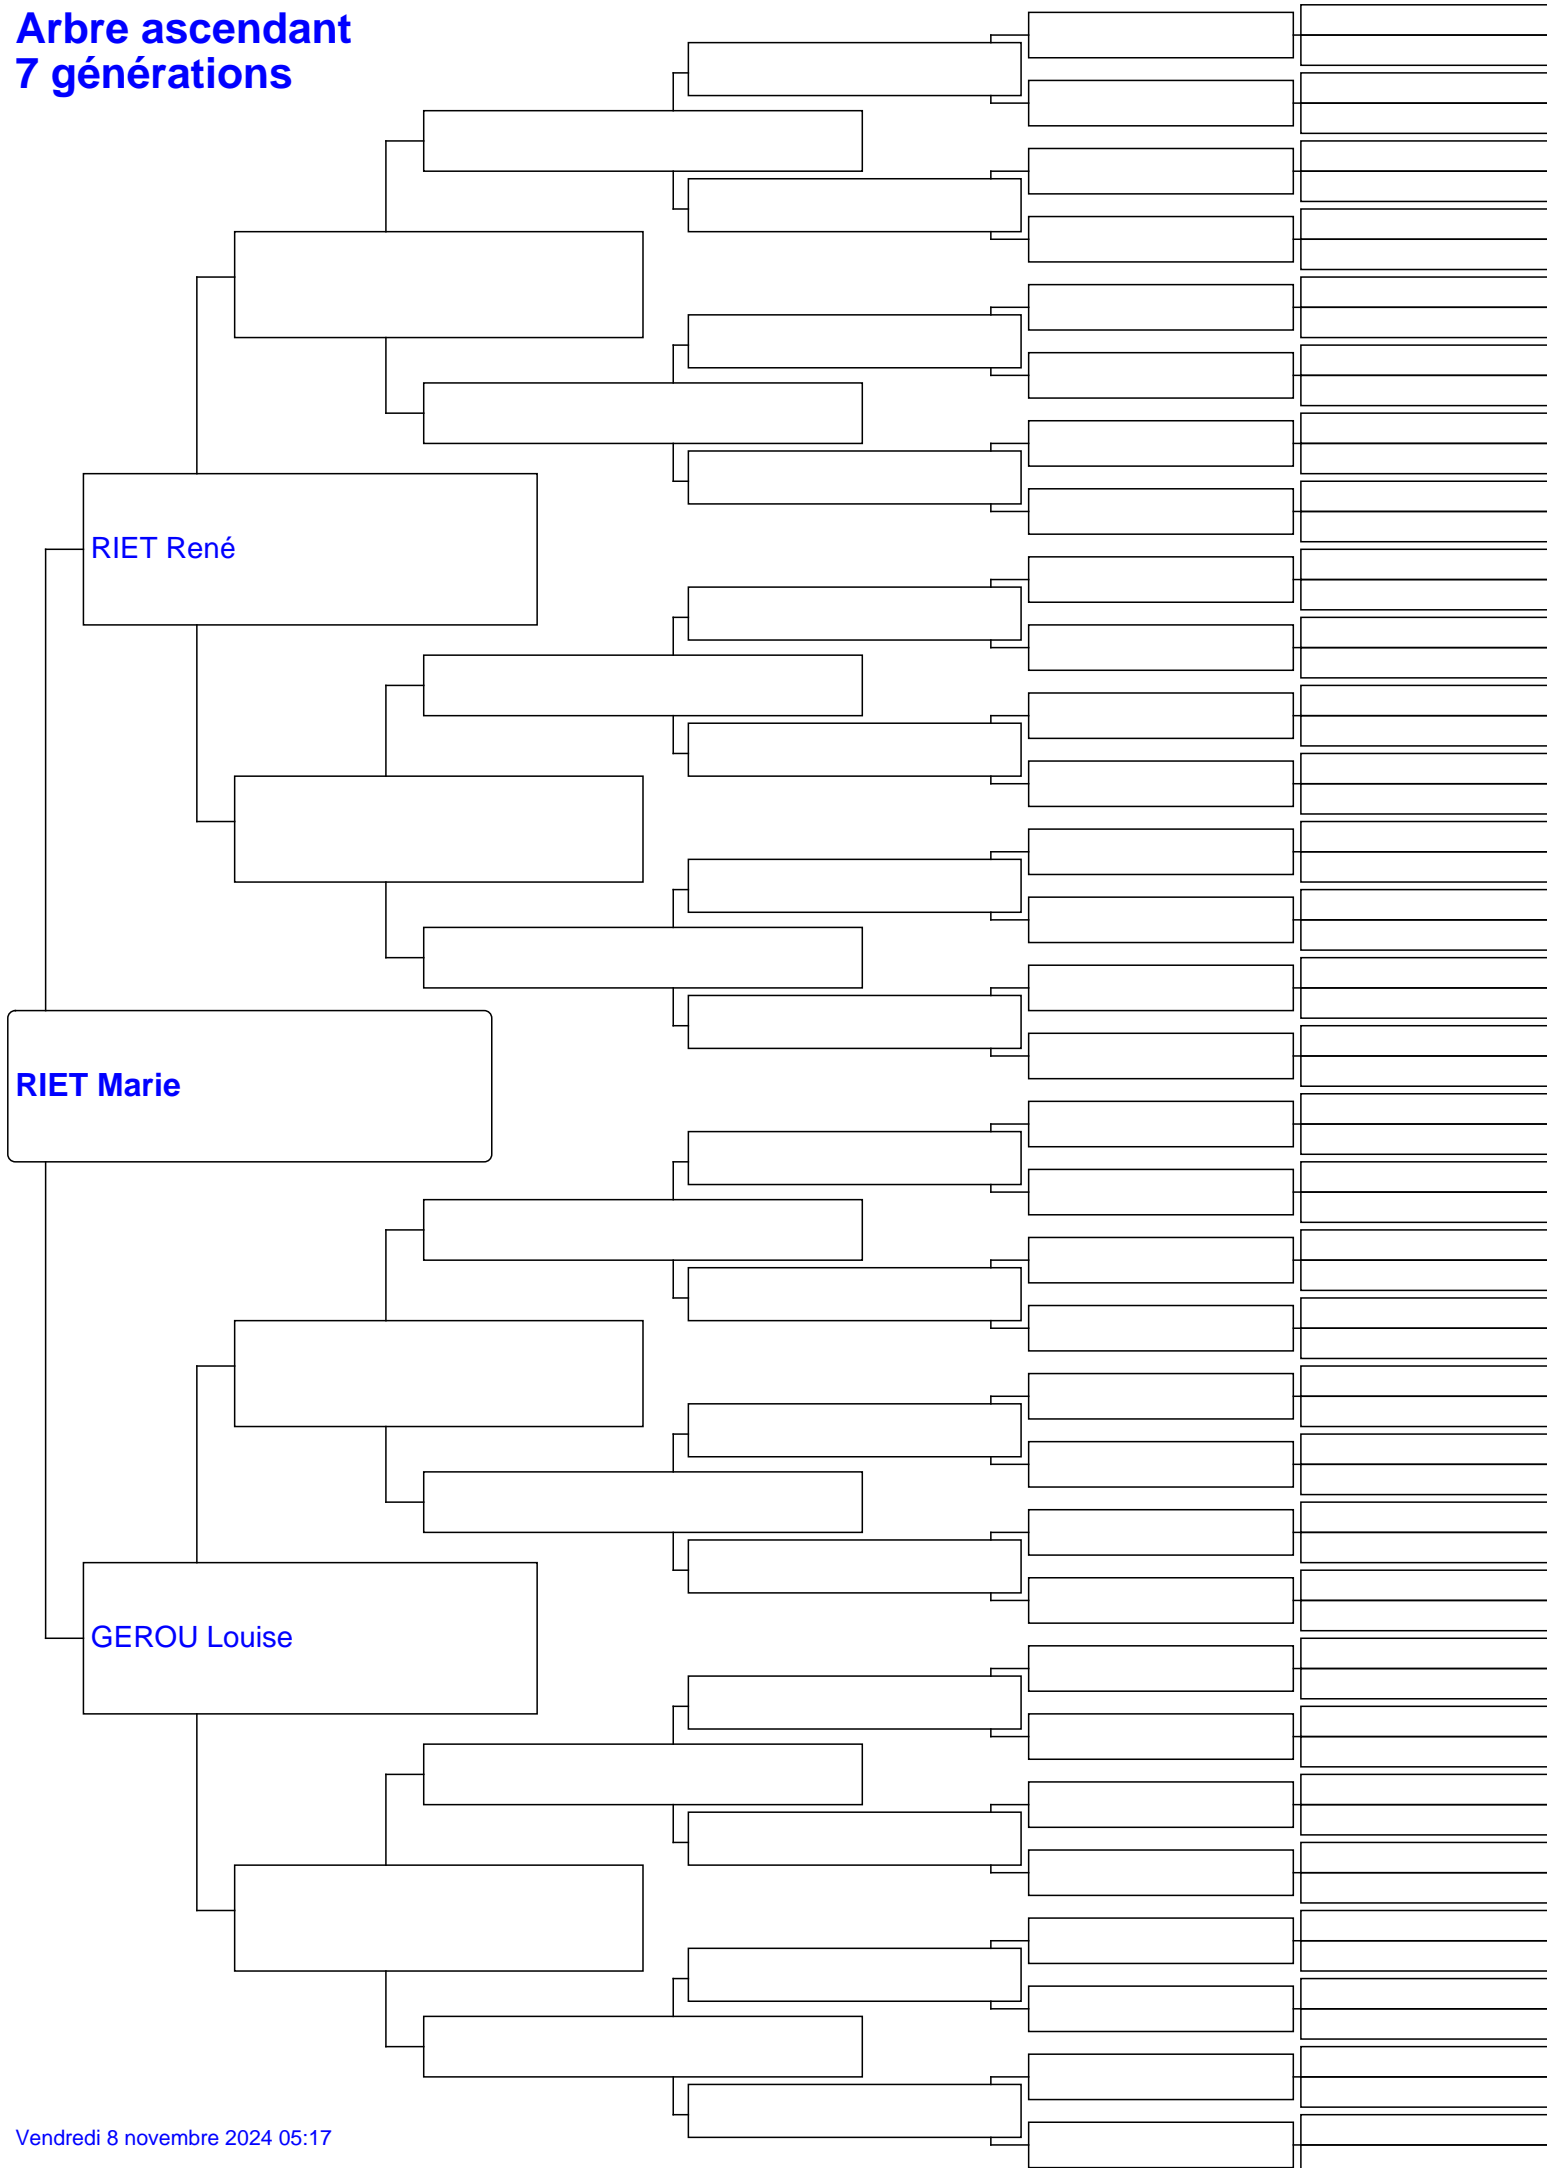 Arbre ascendant
7 générations
RIET René
RIET Marie
GEROU Louise
Vendredi 8 novembre 2024 05:17